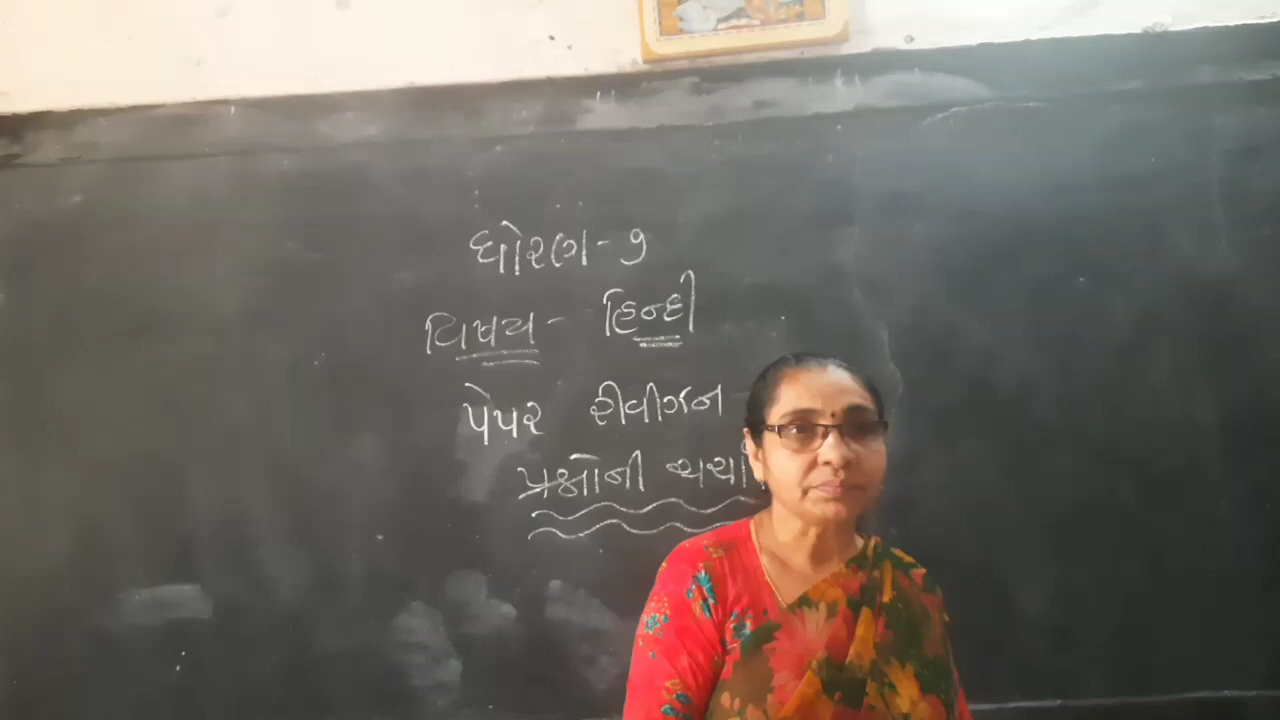 ધોરણ - ૭
વિષય - હિન્દી
પેપર રીવીઝન
પ્રશ્નોની ચર્ચા